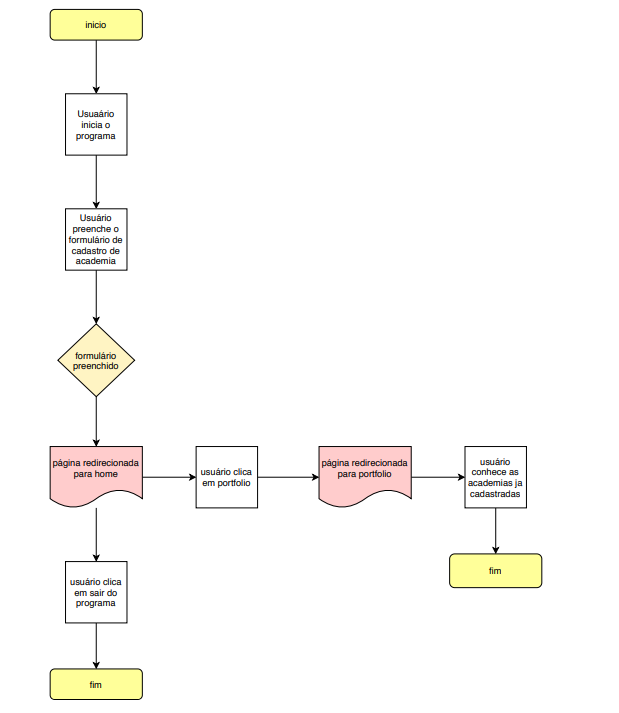 inicio
Usuaário
inicia o
programa
Usuário
preenche o
formulário de
cadastro de
academia
formulário
preenchido
página redirecionada
para home
usuário clica
em portfolio
página redirecionada
para portfolio
usuário
conhece as
academias ja
cadastradas
fim
usuário clica
em sair do
programa
fim